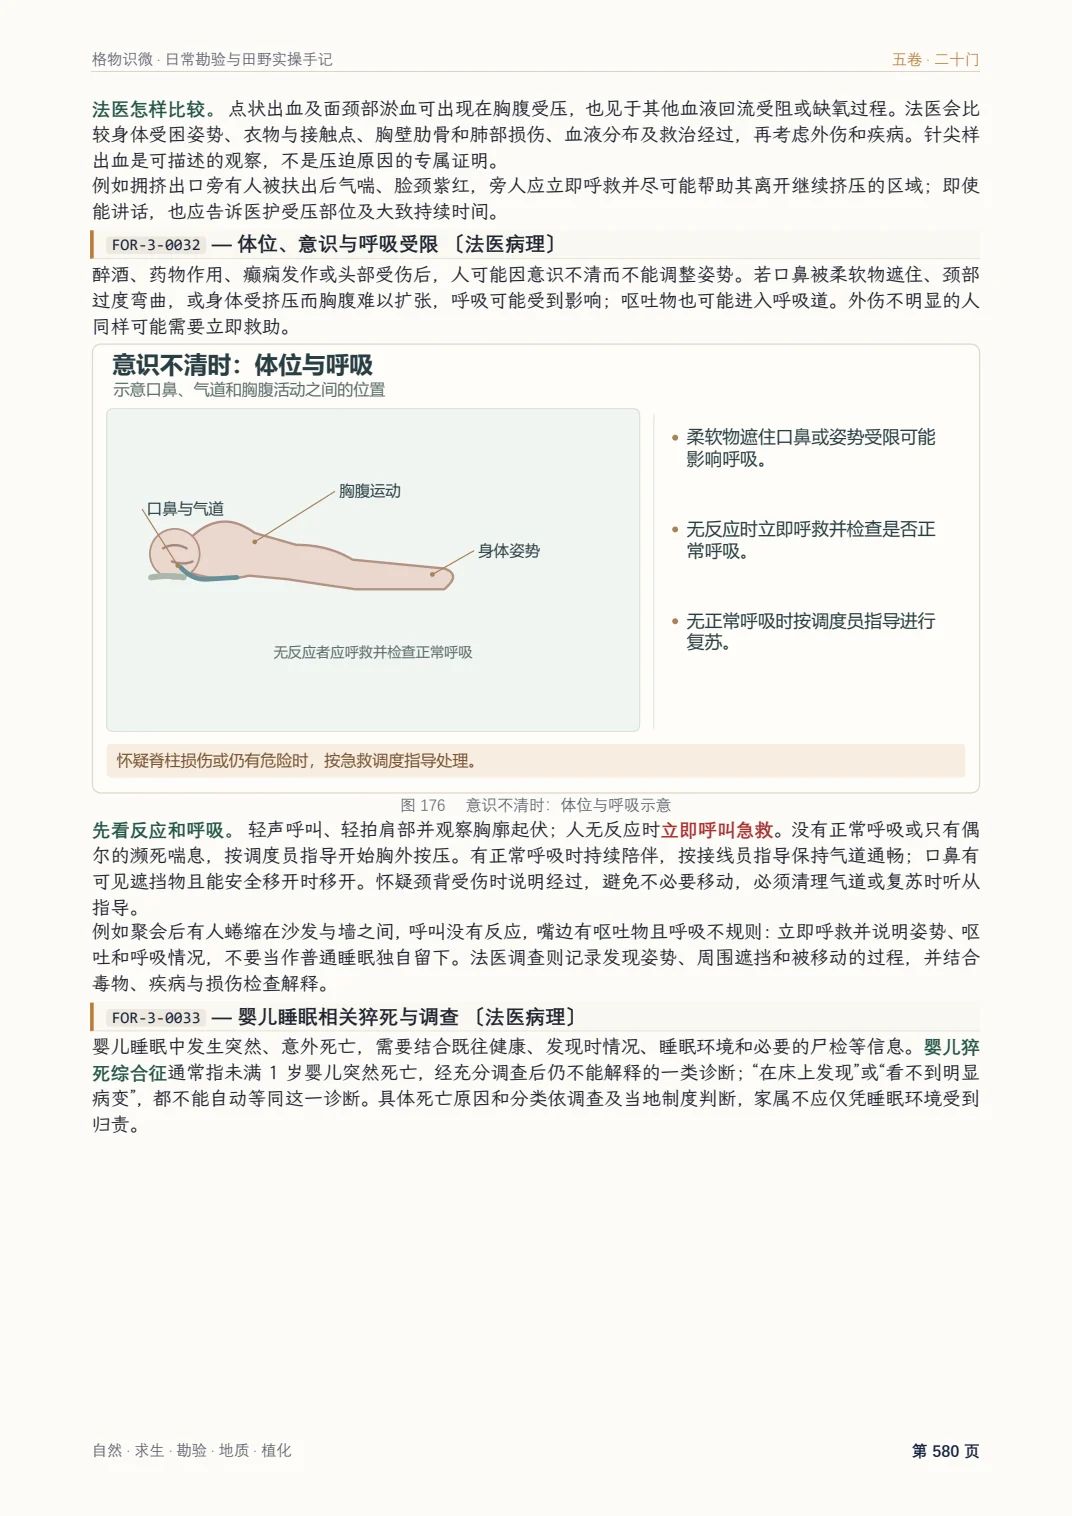 格物识微 · 日常勘验与田野实操手记
五卷 · 二十门
法医怎样比较。 点状出血及面颈部淤血可出现在胸腹受压，也见于其他血液回流受阻或缺氧过程。法医会比
较身体受困姿势、衣物与接触点、胸壁肋骨和肺部损伤、血液分布及救治经过，再考虑外伤和疾病。针尖样
出血是可描述的观察，不是压迫原因的专属证明。
例如拥挤出口旁有人被扶出后气喘、脸颈紫红，旁人应立即呼救并尽可能帮助其离开继续挤压的区域；即使
能讲话，也应告诉医护受压部位及大致持续时间。
FOR-3-0032 — 体位、意识与呼吸受限 〔法医病理〕
醉酒、药物作用、癫痫发作或头部受伤后，人可能因意识不清而不能调整姿势。若口鼻被柔软物遮住、颈部
过度弯曲，或身体受挤压而胸腹难以扩张，呼吸可能受到影响；呕吐物也可能进入呼吸道。外伤不明显的人
同样可能需要立即救助。
意识不清时：体位与呼吸
示意口鼻、气道和胸腹活动之间的位置
口鼻与气道
胸腹运动
身体姿势
无反应者应呼救并检查正常呼吸
• 柔软物遮住口鼻或姿势受限可能
影响呼吸。
• 无反应时立即呼救并检查是否正
常呼吸。
• 无正常呼吸时按调度员指导进行
复苏。
怀疑脊柱损伤或仍有危险时，按急救调度指导处理。
图 176 意识不清时：体位与呼吸示意
先看反应和呼吸。 轻声呼叫、轻拍肩部并观察胸廓起伏；人无反应时立即呼叫急救。没有正常呼吸或只有偶
尔的濒死喘息，按调度员指导开始胸外按压。有正常呼吸时持续陪伴，按接线员指导保持气道通畅；口鼻有
可见遮挡物且能安全移开时移开。怀疑颈背受伤时说明经过，避免不必要移动，必须清理气道或复苏时听从
指导。
例如聚会后有人蜷缩在沙发与墙之间，呼叫没有反应，嘴边有呕吐物且呼吸不规则：立即呼救并说明姿势、呕
吐和呼吸情况，不要当作普通睡眠独自留下。法医调查则记录发现姿势、周围遮挡和被移动的过程，并结合
毒物、疾病与损伤检查解释。
FOR-3-0033 — 婴儿睡眠相关猝死与调查 〔法医病理〕
婴儿睡眠中发生突然、意外死亡，需要结合既往健康、发现时情况、睡眠环境和必要的尸检等信息。婴儿猝
死综合征通常指未满 1 岁婴儿突然死亡，经充分调查后仍不能解释的一类诊断；“在床上发现”或“看不到明显
病变”，都不能自动等同这一诊断。具体死亡原因和分类依调查及当地制度判断，家属不应仅凭睡眠环境受到
归责。
自然 · 求生 · 勘验 · 地质 · 植化
第 580 页